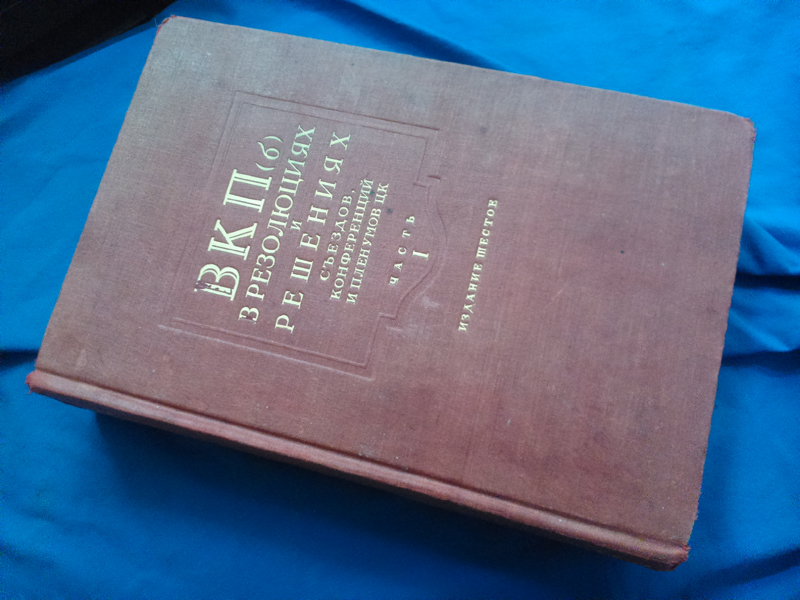 ВКП(б)
В РЕЗОЛЮЦИЯХ
И
РЕШЕНИЯХ
СЪЕЗДОВ,
КОНФЕРЕНЦИЙ
И ПЛЕНУМОВ ЦК
ЧАСТЬ
I
ИЗДАНИЕ ШЕСТОЕ